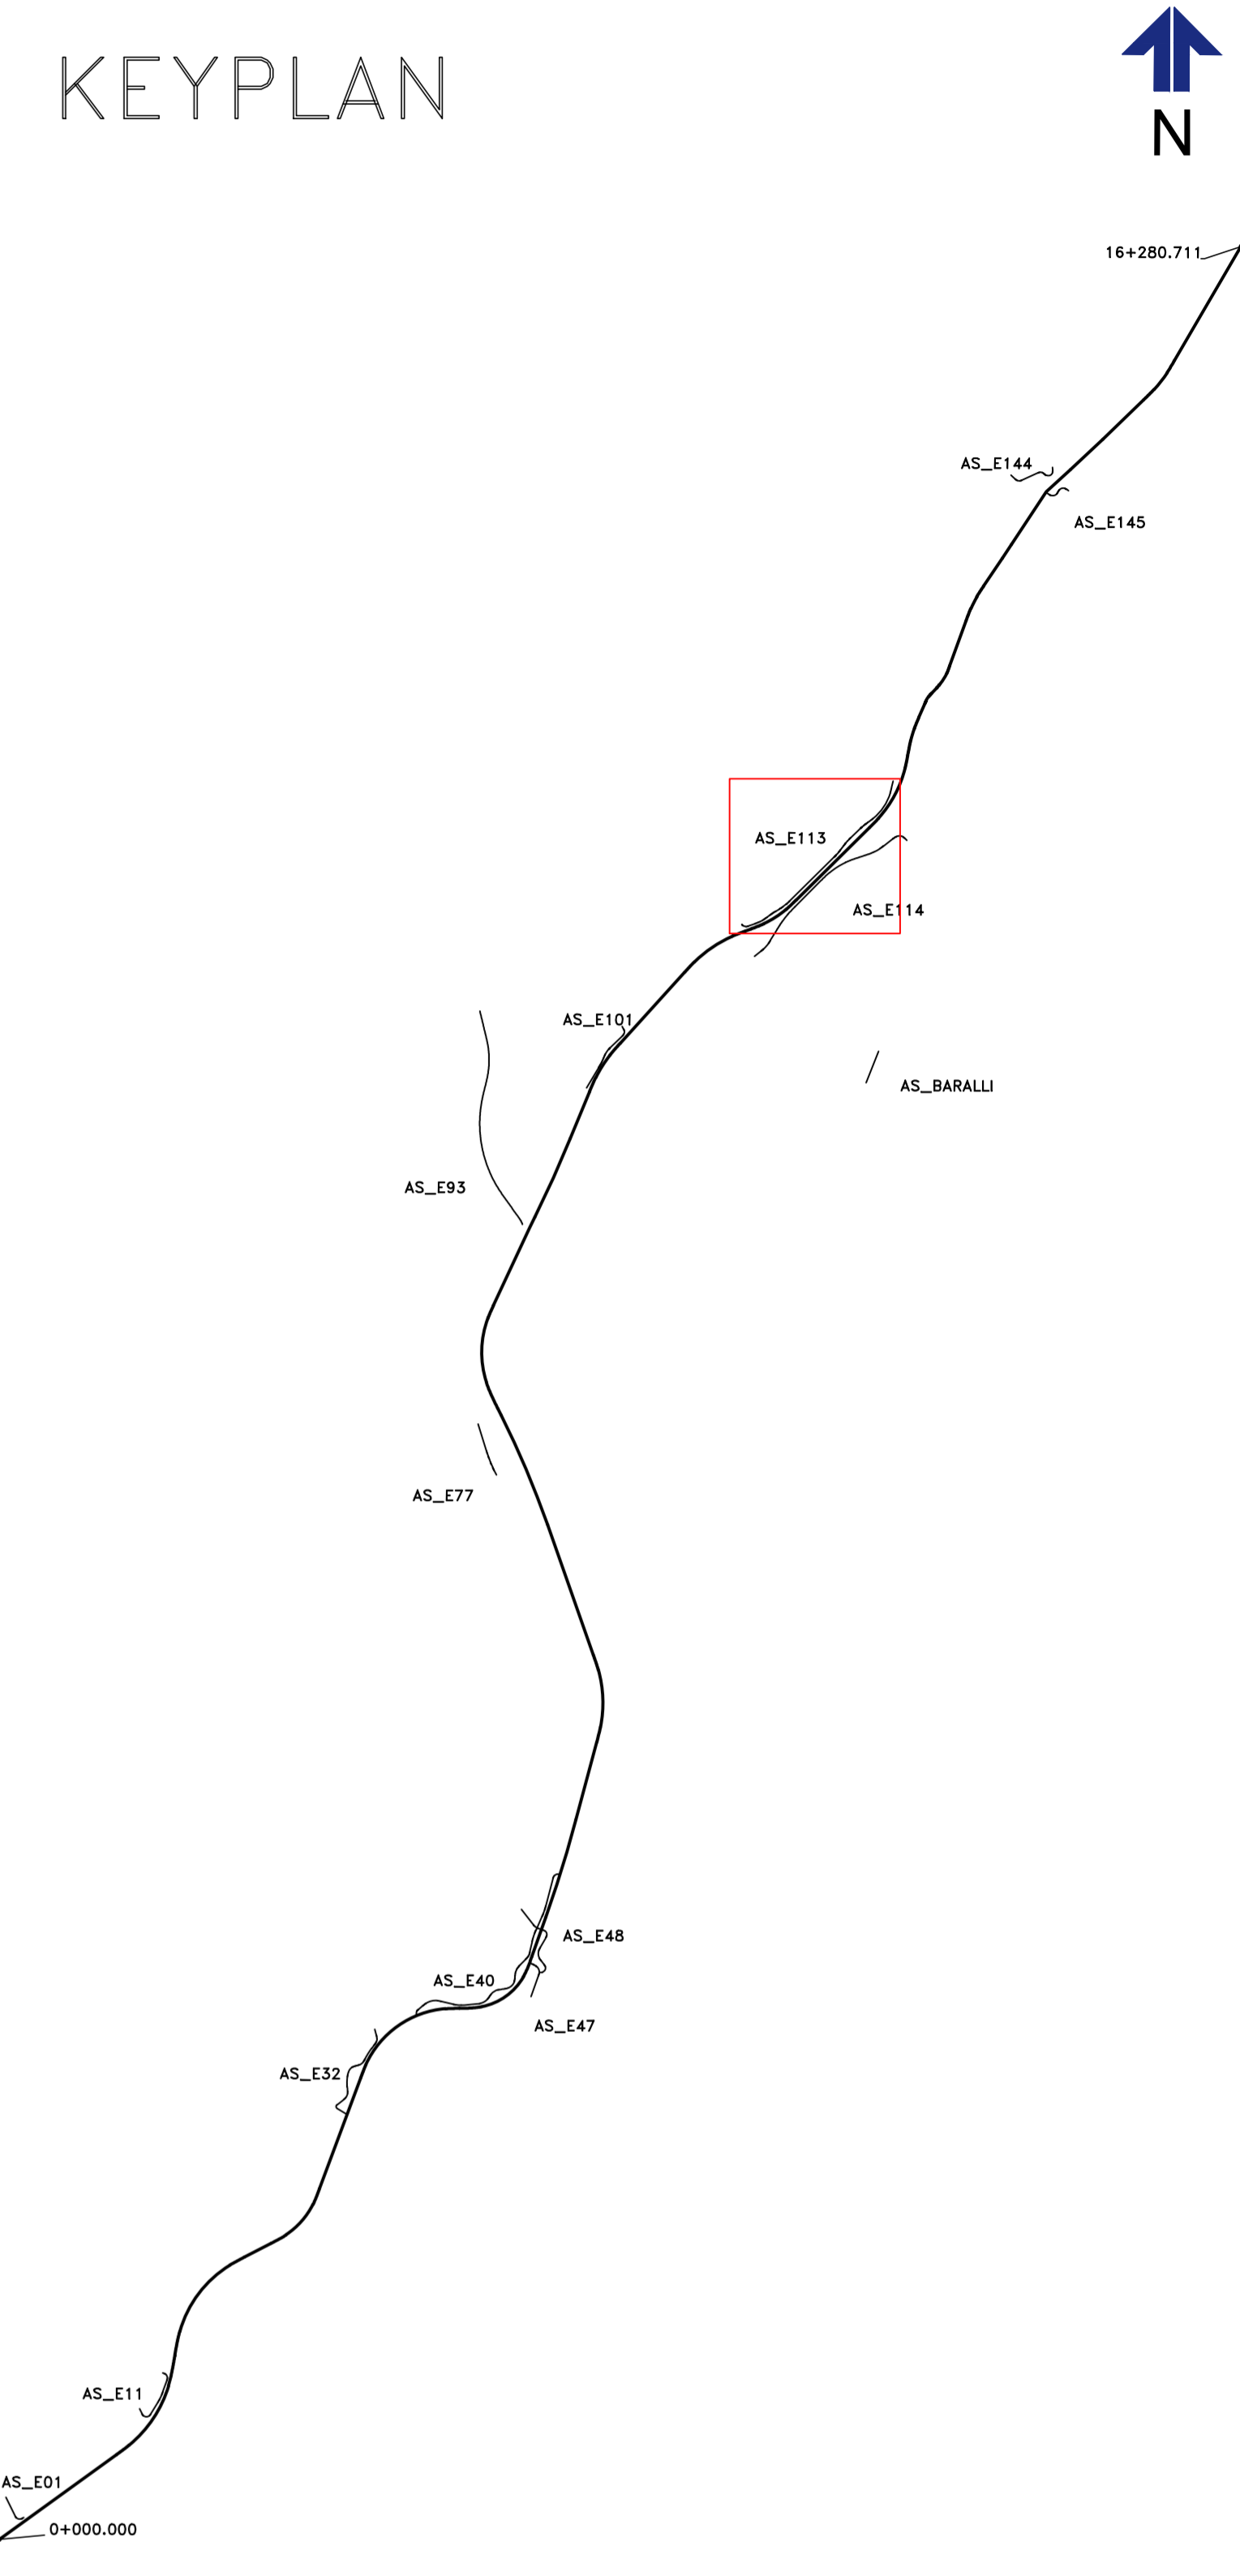 KEYPLAN
N
16+280.711
AS_E144
AS_E145
AS_E113
AS_E114
AS_E101
AS_BARALLI
AS_E93
AS_E77
AS_E48
AS_E40
AS_E47
AS_E32
AS_E11
AS_E01
0+000.000